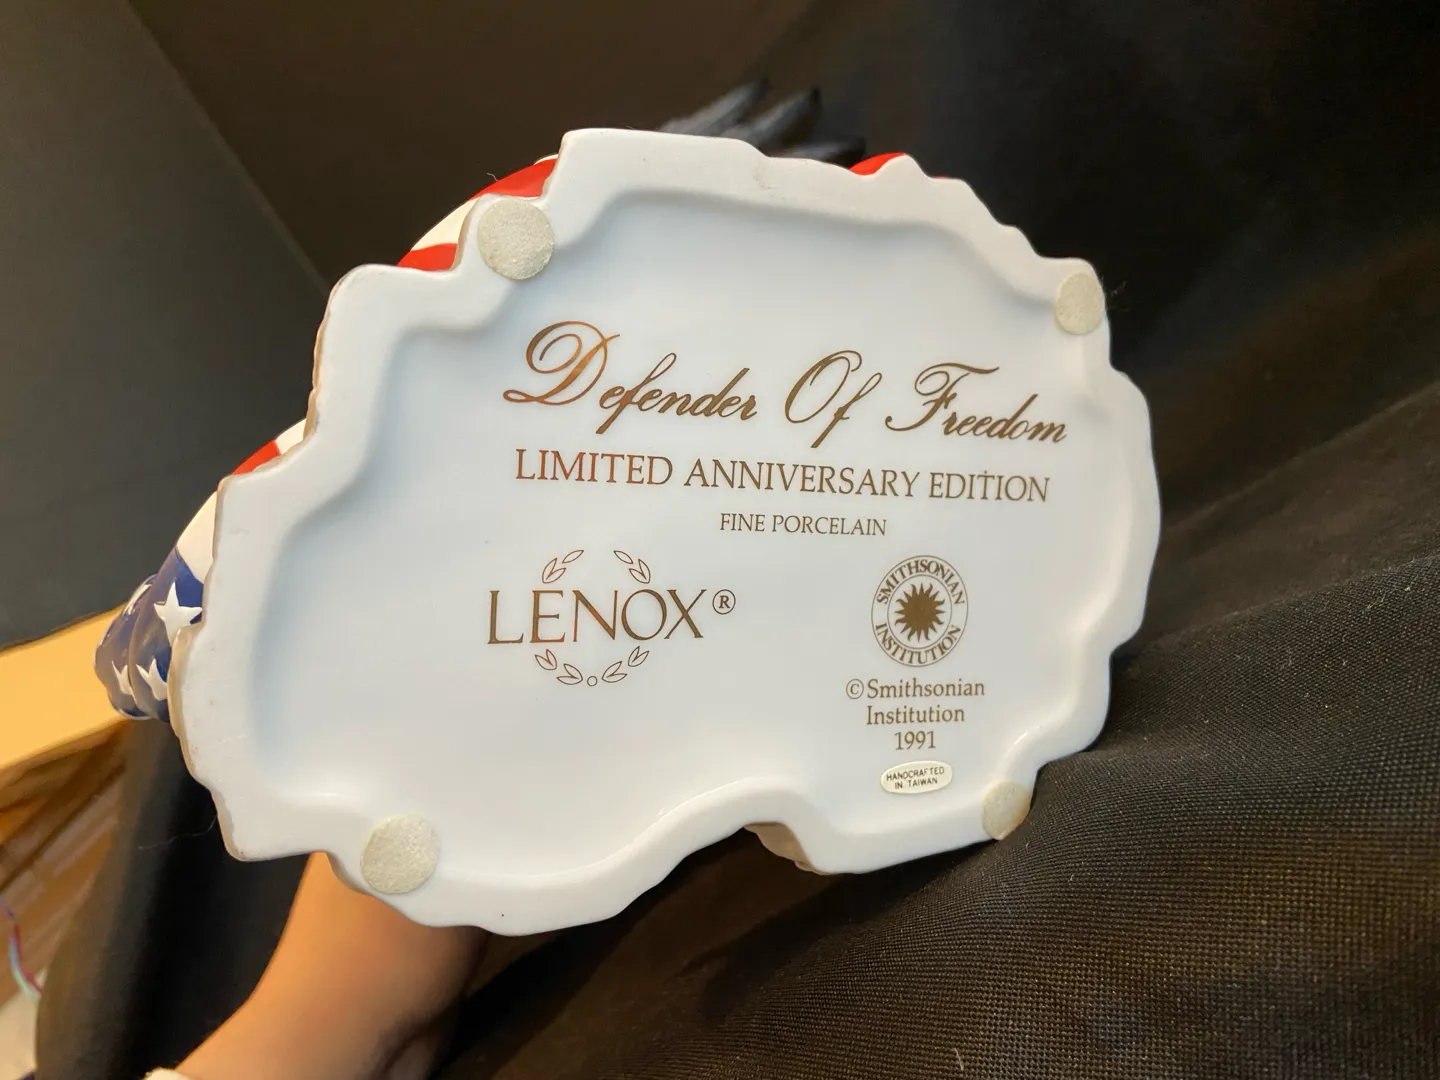 Defender Of Freedom
LIMITED ANNIVERSARY EDITION
FINE PORCELAIN
LENOX®
SMITHSONIAN
INSTITUTION
©Smithsonian
Institution
1991
HANDCRAFTED
IN TAIWAN